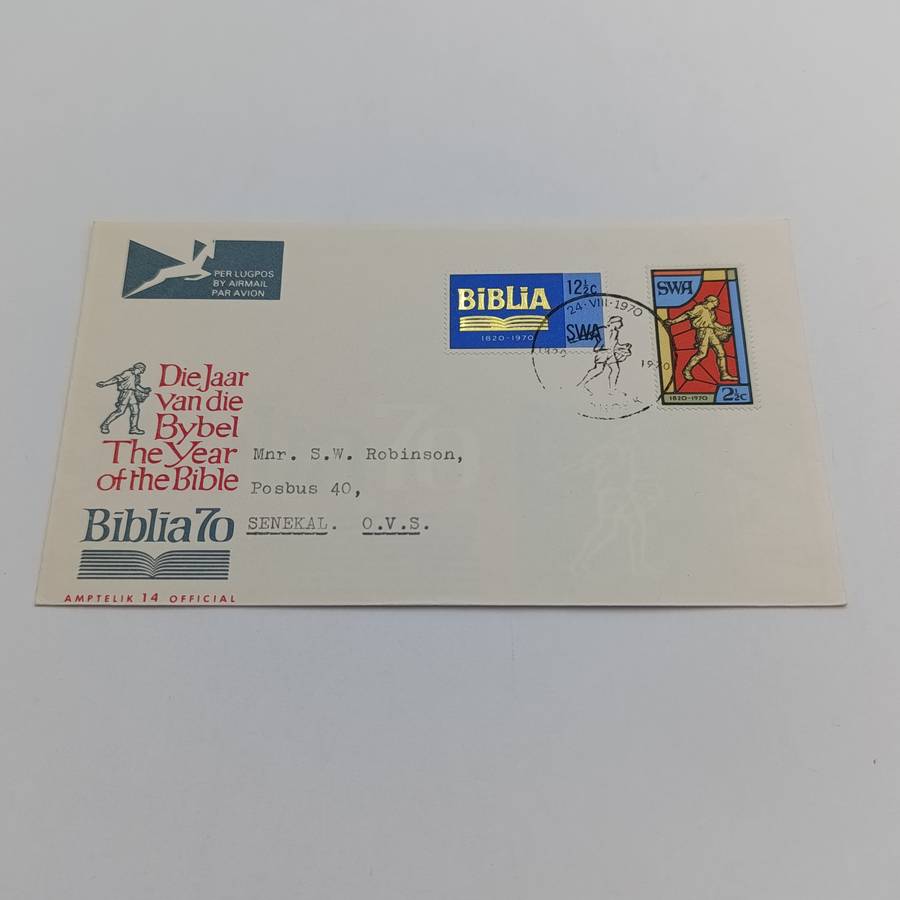 PER LUGPOS
BY AIRMAIL
PAR AVION
BiBLiA
1820-1970
12½c
SWA
24·VIII·1970
1820
1970
SWA
1820-1970
2½c
Die Jaar
van die
Bybel
The Year
of the Bible
Biblia 70
AMPTELIK 14 OFFICIAL
Mnr. S.W. Robinson,
Posbus 40,
SENEKAL. O.V.S.